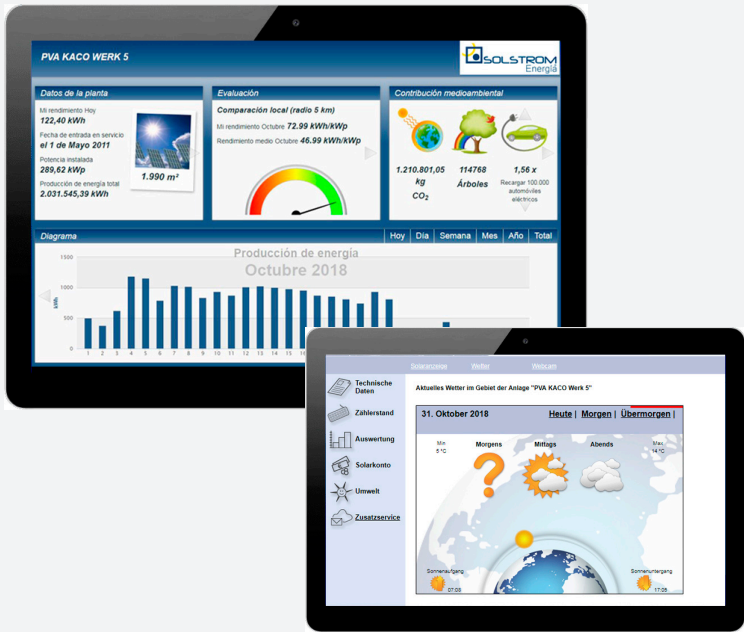 PVA KACO WERK 5
SOLSTROM
Energía
Datos de la planta
Mi rendimiento Hoy
122,40 kWh
Fecha de entrada en servicio
el 1 de Mayo 2011
Potencia instalada
289,62 kWp
Producción de energía total
2.031.545,39 kWh
1.990 m²
Evaluación
Comparación local (radio 5 km)
Mi rendimiento Octubre 72.99 kWh/kWp
Rendimiento medio Octubre 46.99 kWh/kWp
Contribución medioambiental
1.210.801,05
kg
CO₂
114768
Árboles
1,56 x
Recargar 100.000
automóviles
eléctricos
Diagrama
Hoy Día Semana Mes Año Total
Producción de energía
Octubre 2018
1500
1000
500
0
kWh
1 2 3 4 5 6 7 8 9 10 11 12 13 14 15
Solaranzeige Wetter Webcam
Technische
Daten
Zählerstand
Auswertung
Solarkonto
Umwelt
Zusatzservice
Aktuelles Wetter im Gebiet der Anlage "PVA KACO Werk 5"
31. Oktober 2018
Heute | Morgen | Übermorgen |
Min
5 °C
Morgens
Mittags
Abends
Max
14 °C
Sonnenaufgang
07:03
Sonnenuntergang
17:05